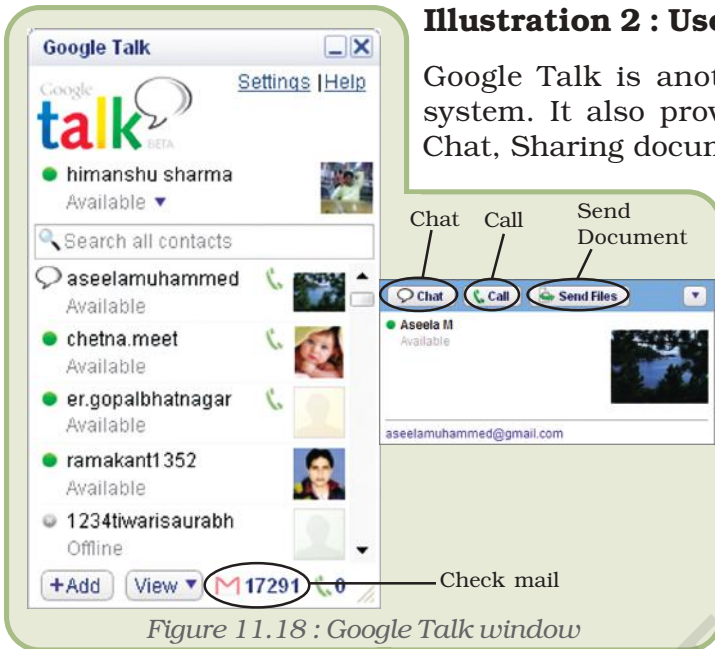 Illustration 2 : Use
Google Talk is anot
system. It also prov
Chat, Sharing docum
Google Talk
Settings | Help
Google
talk
BETA
himanshu sharma
Available
Search all contacts
aseelamuhammed
Available
chetna.meet
Available
er.gopalbhatnagar
Available
ramakant1352
Available
1234tiwarisaurabh
Offline
+Add View 17291 0
Chat Call Send
Document
Chat Call Send Files
Aseela M
Available
aseelamuhammed@gmail.com
Check mail
Figure 11.18 : Google Talk window